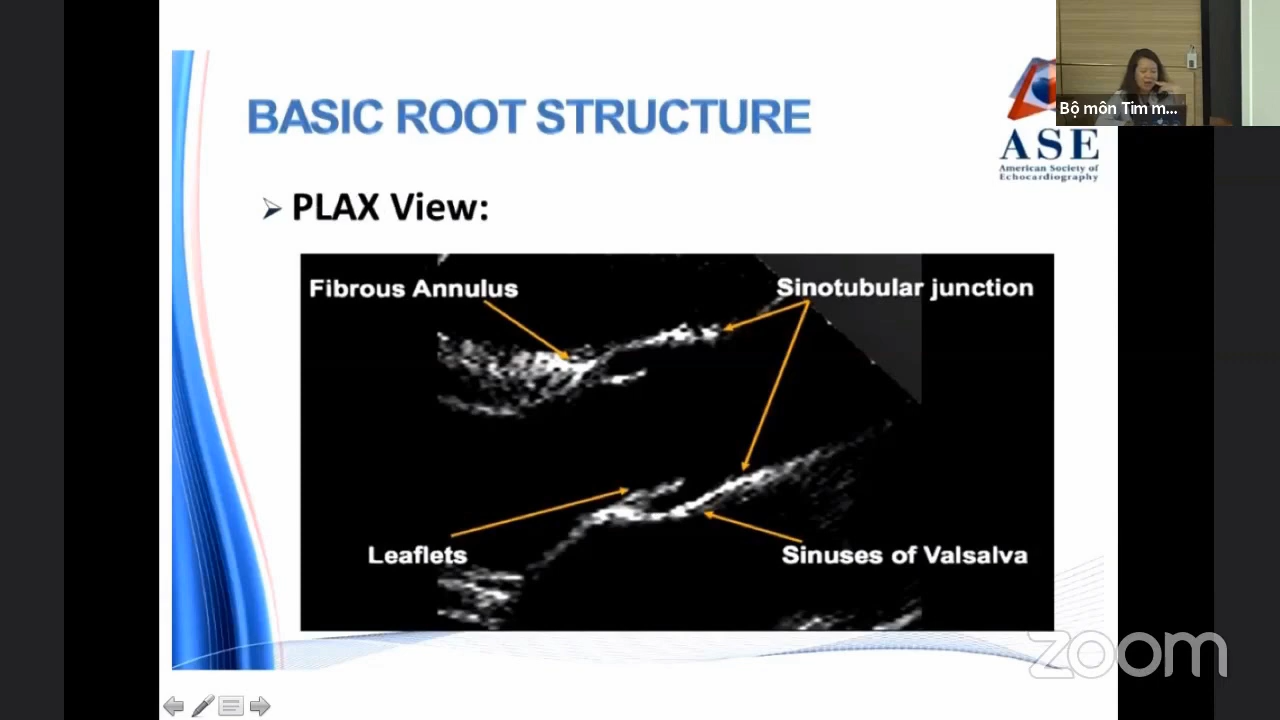 BASIC ROOT STRUCTURE
ASE
American Society of
Echocardiography
Bộ môn Tim m...
➢ PLAX View:
Fibrous Annulus
Sinotubular junction
Leaflets
Sinuses of Valsalva
zoom